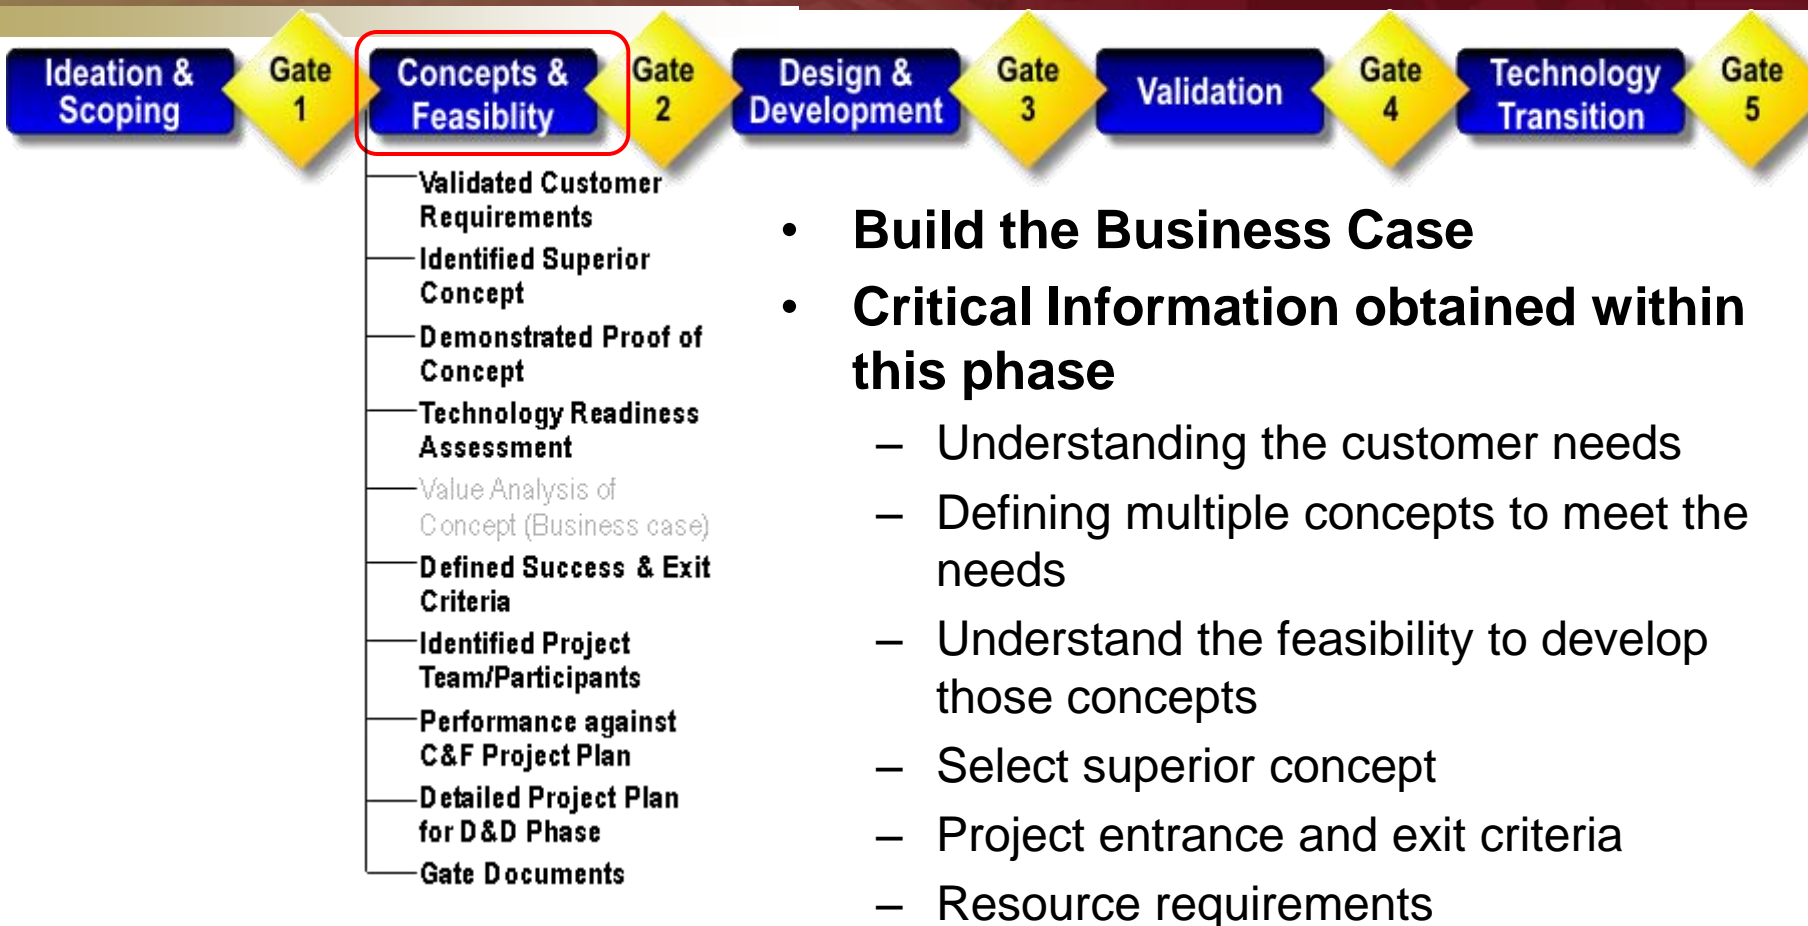 Ideation &
Scoping
Gate
1
Concepts &
Feasiblity
Gate
2
Design &
Development
Gate
3
Validation
Gate
4
Technology
Transition
Gate
5
Validated Customer
Requirements
Identified Superior
Concept
Demonstrated Proof of
Concept
Technology Readiness
Assessment
Value Analysis of
Concept (Business case)
Defined Success & Exit
Criteria
Identified Project
Team/Participants
Performance against
C&F Project Plan
Detailed Project Plan
for D&D Phase
Gate Documents
• Build the Business Case
• Critical Information obtained within
this phase
– Understanding the customer needs
– Defining multiple concepts to meet the
needs
– Understand the feasibility to develop
those concepts
– Select superior concept
– Project entrance and exit criteria
– Resource requirements